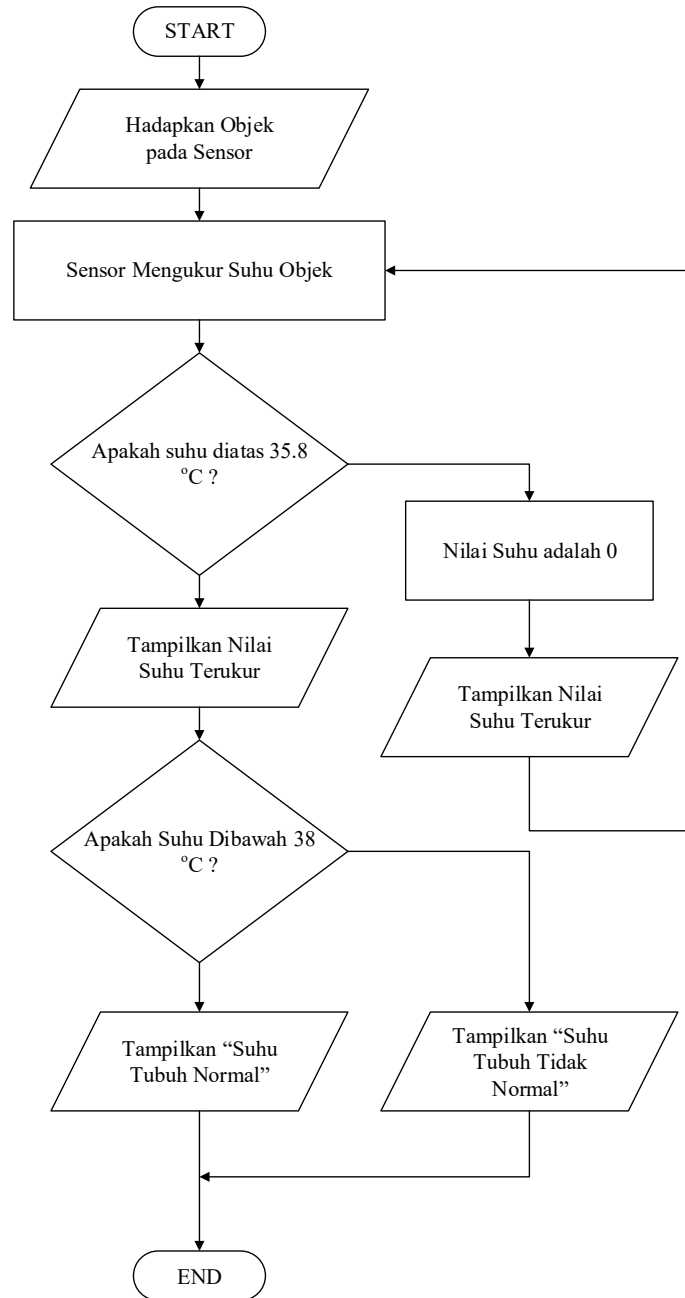 START
Hadapkan Objek
pada Sensor
Sensor Mengukur Suhu Objek
Apakah suhu diatas 35.8
°C ?
Nilai Suhu adalah 0
Tampilkan Nilai
Suhu Terukur
Tampilkan Nilai
Suhu Terukur
Apakah Suhu Dibawah 38
°C ?
Tampilkan “Suhu
Tubuh Normal”
Tampilkan “Suhu
Tubuh Tidak
Normal”
END